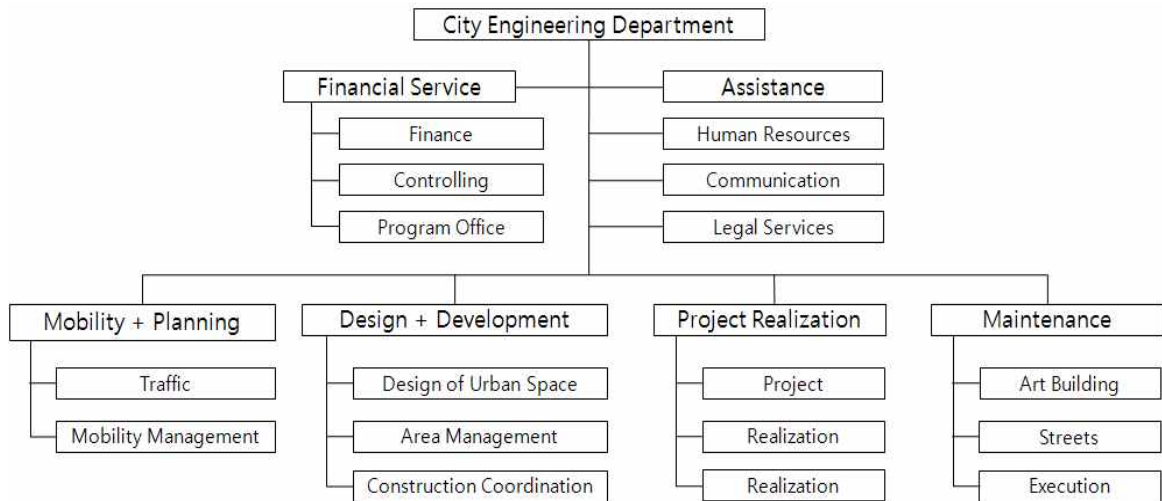 City Engineering Department
Financial Service
Assistance
Finance
Human Resources
Controlling
Communication
Program Office
Legal Services
Mobility + Planning
Design + Development
Project Realization
Maintenance
Traffic
Design of Urban Space
Project
Art Building
Mobility Management
Area Management
Realization
Streets
Construction Coordination
Realization
Execution